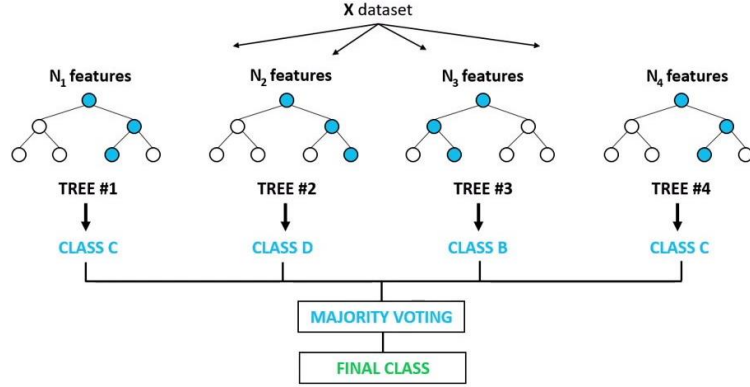 X dataset
N₁ features
N₂ features
N₃ features
N₄ features
TREE #1
TREE #2
TREE #3
TREE #4
CLASS C
CLASS D
CLASS B
CLASS C
MAJORITY VOTING
FINAL CLASS